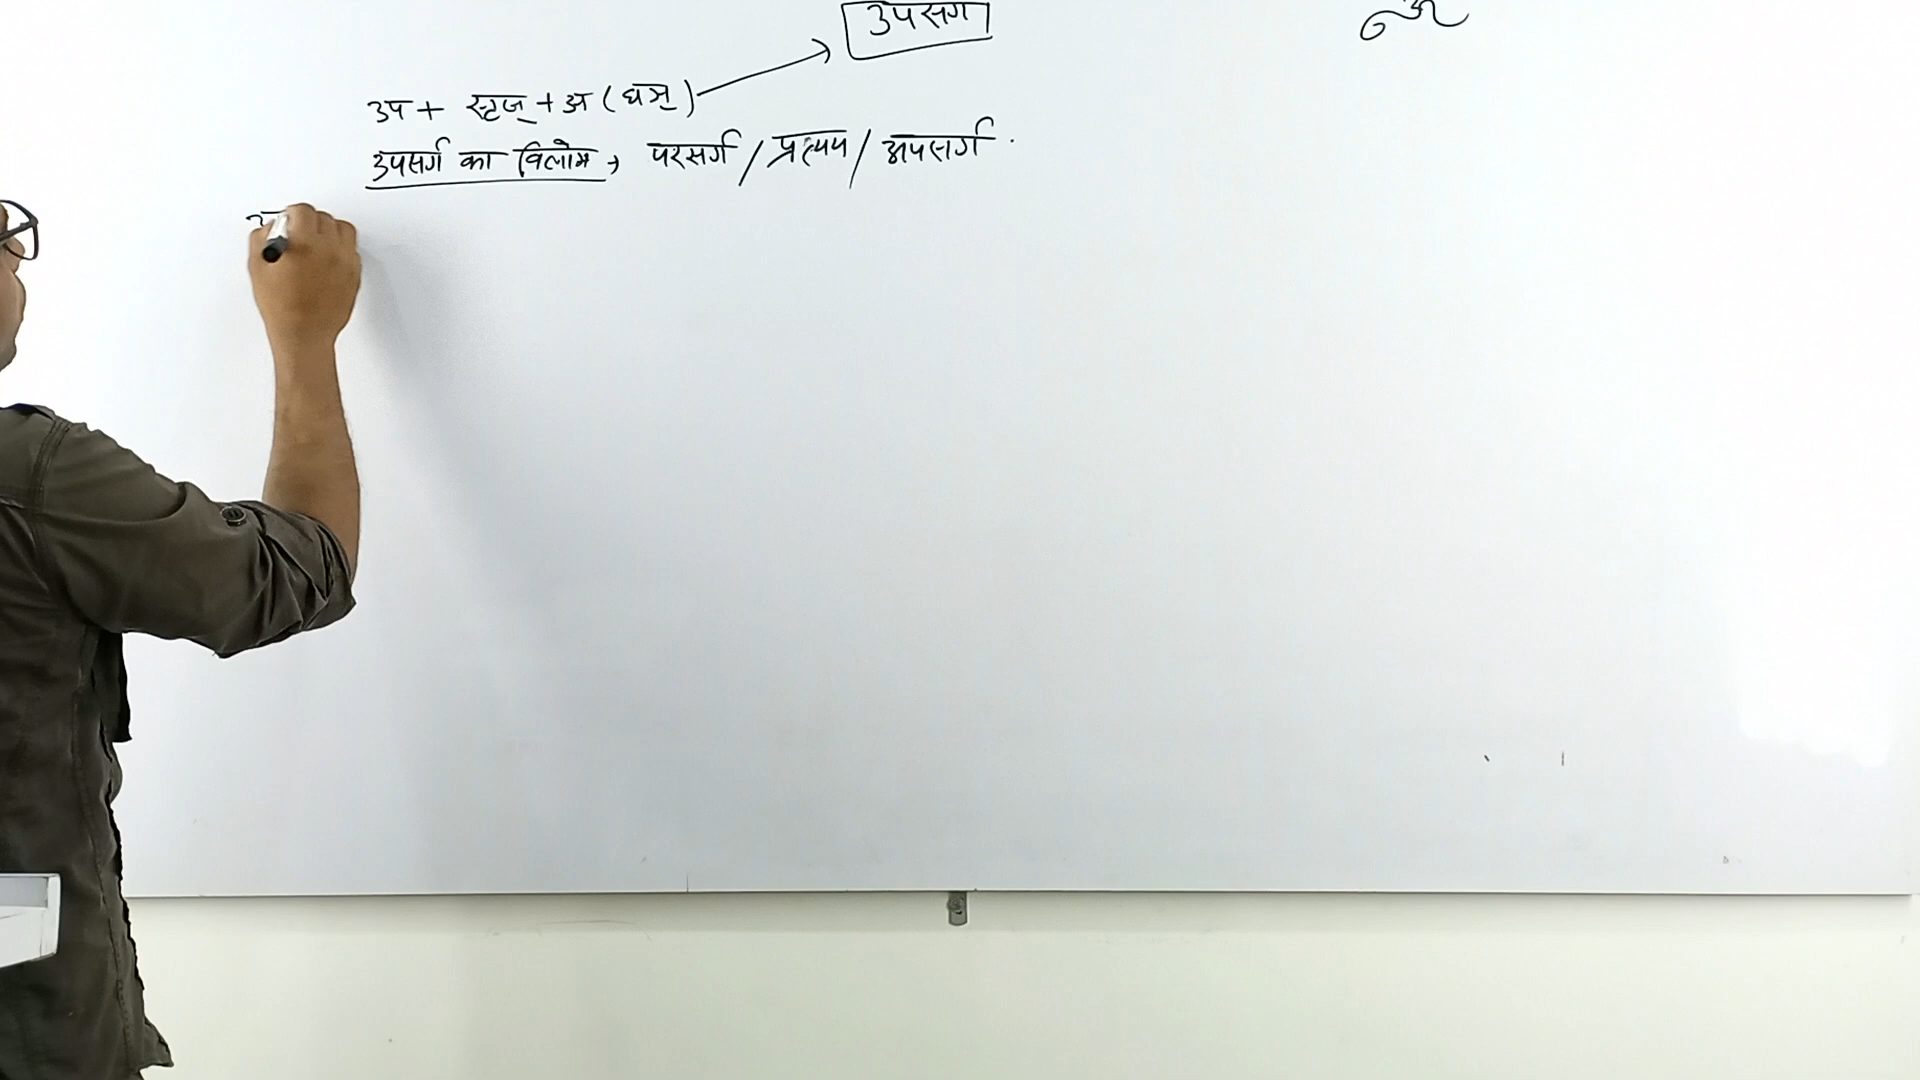 उपसर्ग
उप + सृज् + अ (घञ्)
उपसर्ग का विलोम → परसर्ग / प्रत्यय / अपसर्ग